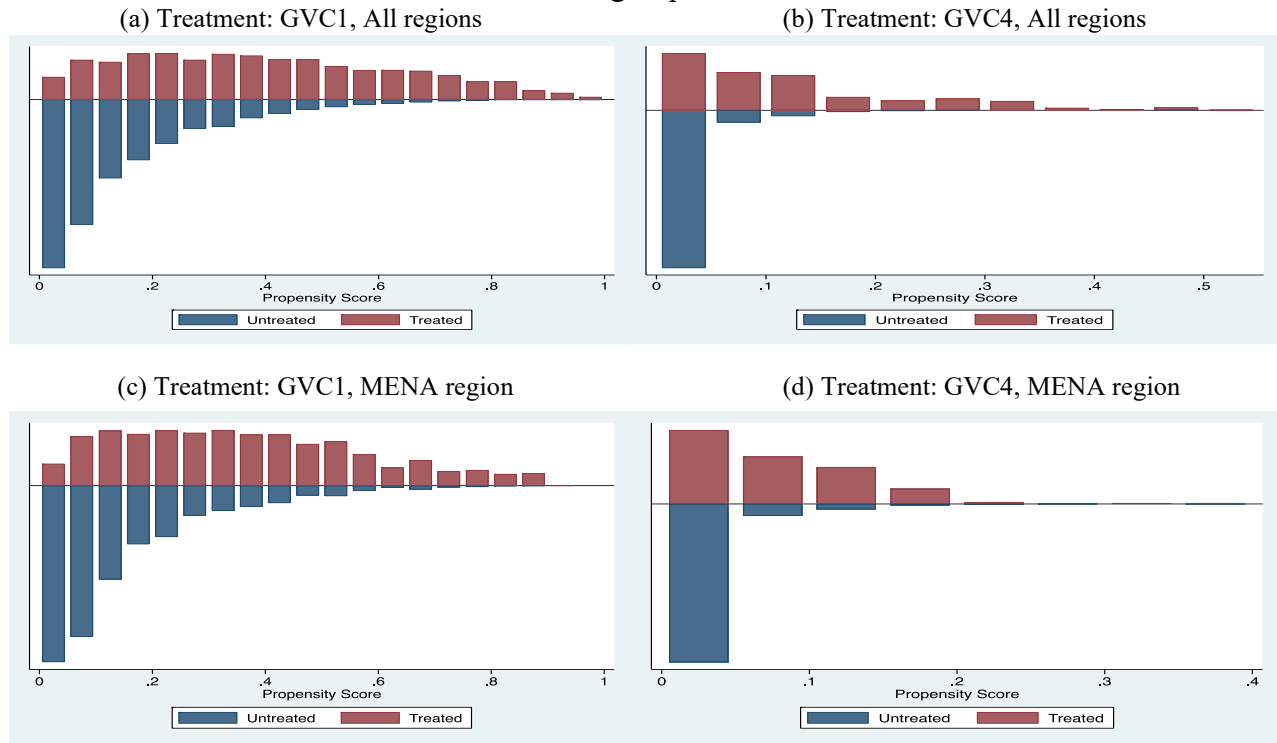 (a) Treatment: GVC1, All regions
(b) Treatment: GVC4, All regions
0 .2 .4 .6 .8 1
Propensity Score
Untreated Treated
0 .1 .2 .3 .4 .5
Propensity Score
Untreated Treated
(c) Treatment: GVC1, MENA region
(d) Treatment: GVC4, MENA region
0 .2 .4 .6 .8 1
Propensity Score
Untreated Treated
0 .1 .2 .3 .4
Propensity Score
Untreated Treated